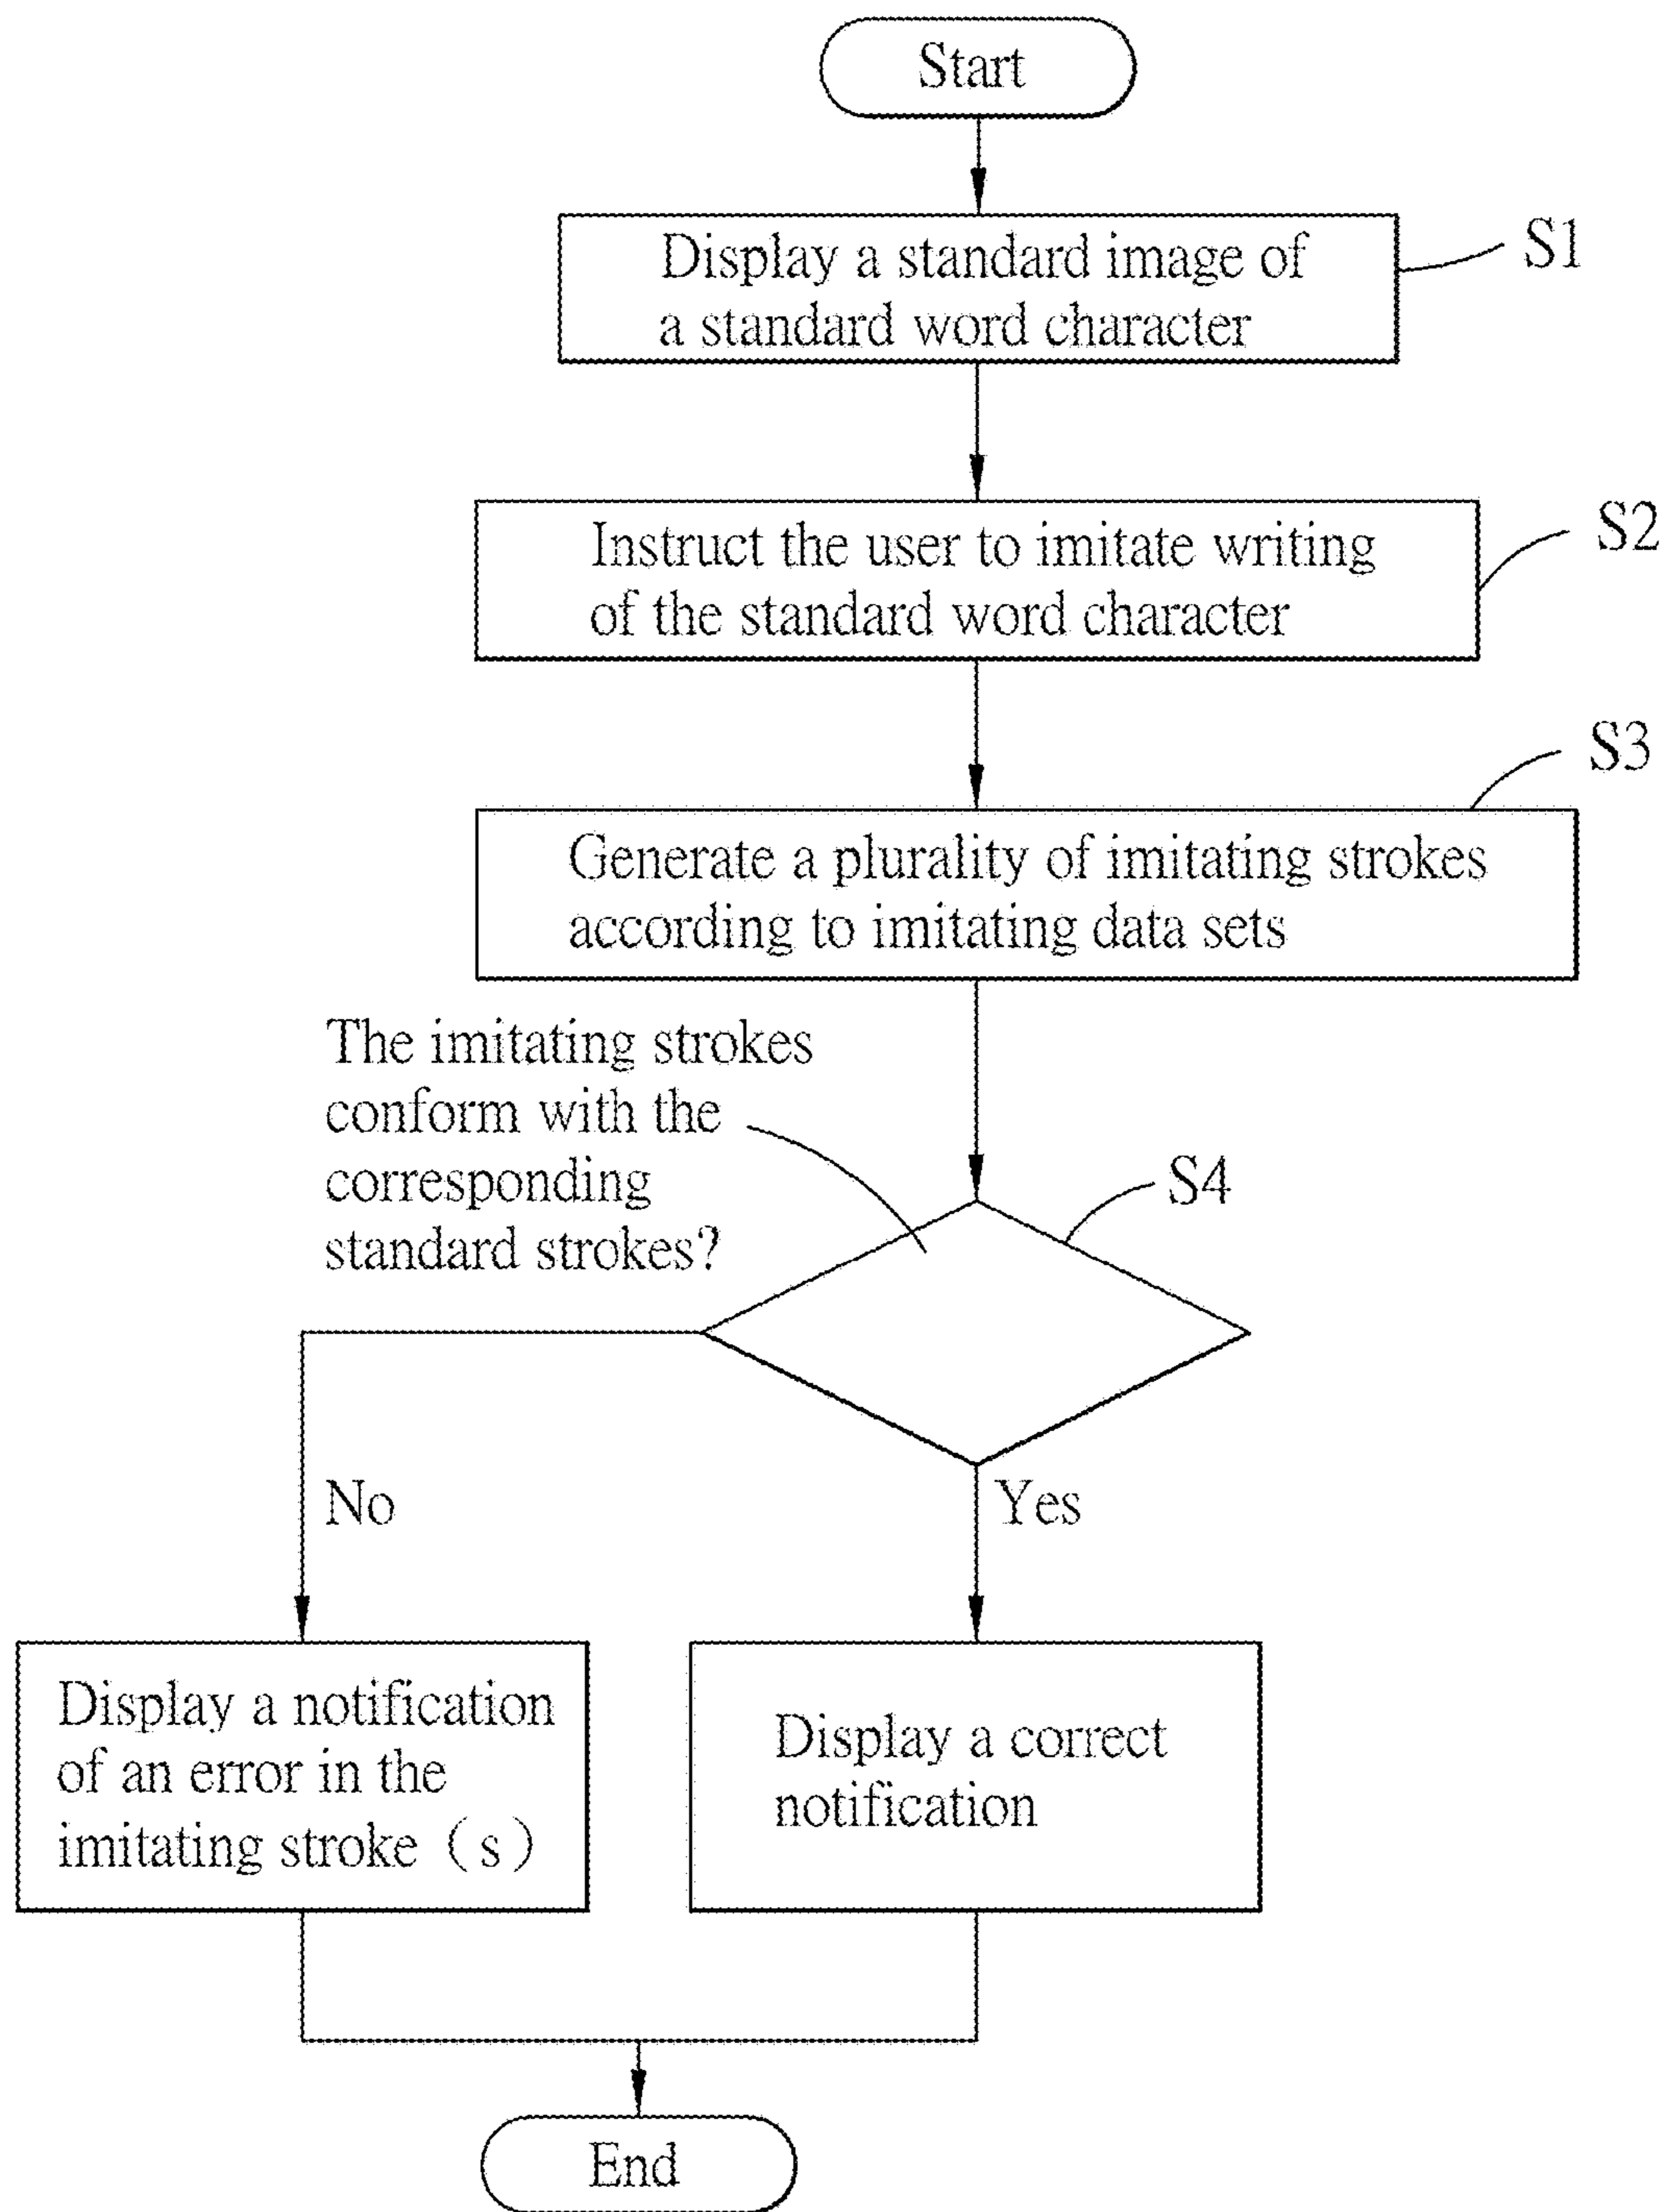 Start
Display a standard image of
a standard word character
S1
Instruct the user to imitate writing
of the standard word character
S2
S3
Generate a plurality of imitating strokes
according to imitating data sets
The imitating strokes
conform with the
corresponding
standard strokes?
S4
No
Yes
Display a notification
of an error in the
imitating stroke（s）
Display a correct
notification
End